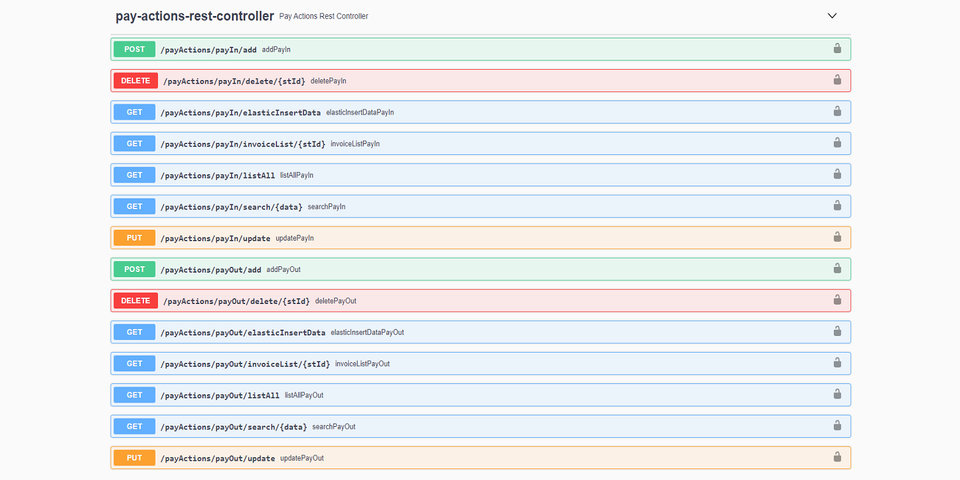 pay-actions-rest-controller Pay Actions Rest Controller
POST /payActions/payIn/add addPayIn
DELETE /payActions/payIn/delete/{stId} deletePayIn
GET /payActions/payIn/elasticInsertData elasticInsertDataPayIn
GET /payActions/payIn/invoiceList/{stId} invoiceListPayIn
GET /payActions/payIn/listAll listAllPayIn
GET /payActions/payIn/search/{data} searchPayIn
PUT /payActions/payIn/update updatePayIn
POST /payActions/payOut/add addPayOut
DELETE /payActions/payOut/delete/{stId} deletePayOut
GET /payActions/payOut/elasticInsertData elasticInsertDataPayOut
GET /payActions/payOut/invoiceList/{stId} invoiceListPayOut
GET /payActions/payOut/listAll listAllPayOut
GET /payActions/payOut/search/{data} searchPayOut
PUT /payActions/payOut/update updatePayOut